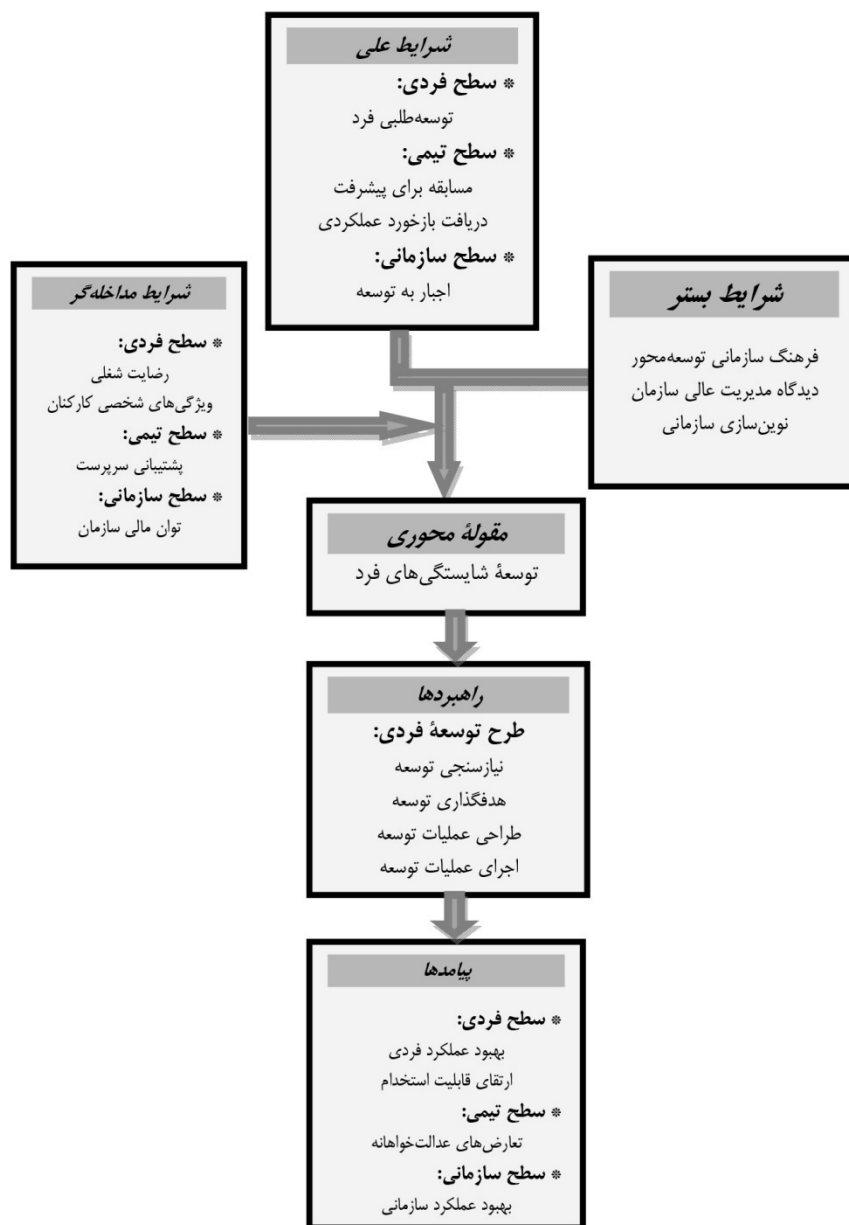 شرایط علی
* سطح فردی:
توسعه‌طلبی فرد
* سطح تیمی:
مسابقه برای پیشرفت
دریافت بازخورد عملکردی
* سطح سازمانی:
اجبار به توسعه
شرایط بستر
فرهنگ سازمانی توسعه‌محور
دیدگاه مدیریت عالی سازمان
نوین‌سازی سازمانی
شرایط مداخله‌گر
* سطح فردی:
رضایت شغلی
ویژگی‌های شخصی کارکنان
* سطح تیمی:
پشتیبانی سرپرست
* سطح سازمانی:
توان مالی سازمان
مقولۀ محوری
توسعۀ شایستگی‌های فرد
راهبردها
طرح توسعۀ فردی:
نیازسنجی توسعه
هدفگذاری توسعه
طراحی عملیات توسعه
اجرای عملیات توسعه
پیامدها
* سطح فردی:
بهبود عملکرد فردی
ارتقای قابلیت استخدام
* سطح تیمی:
تعارض‌های عدالت‌خواهانه
* سطح سازمانی:
بهبود عملکرد سازمانی